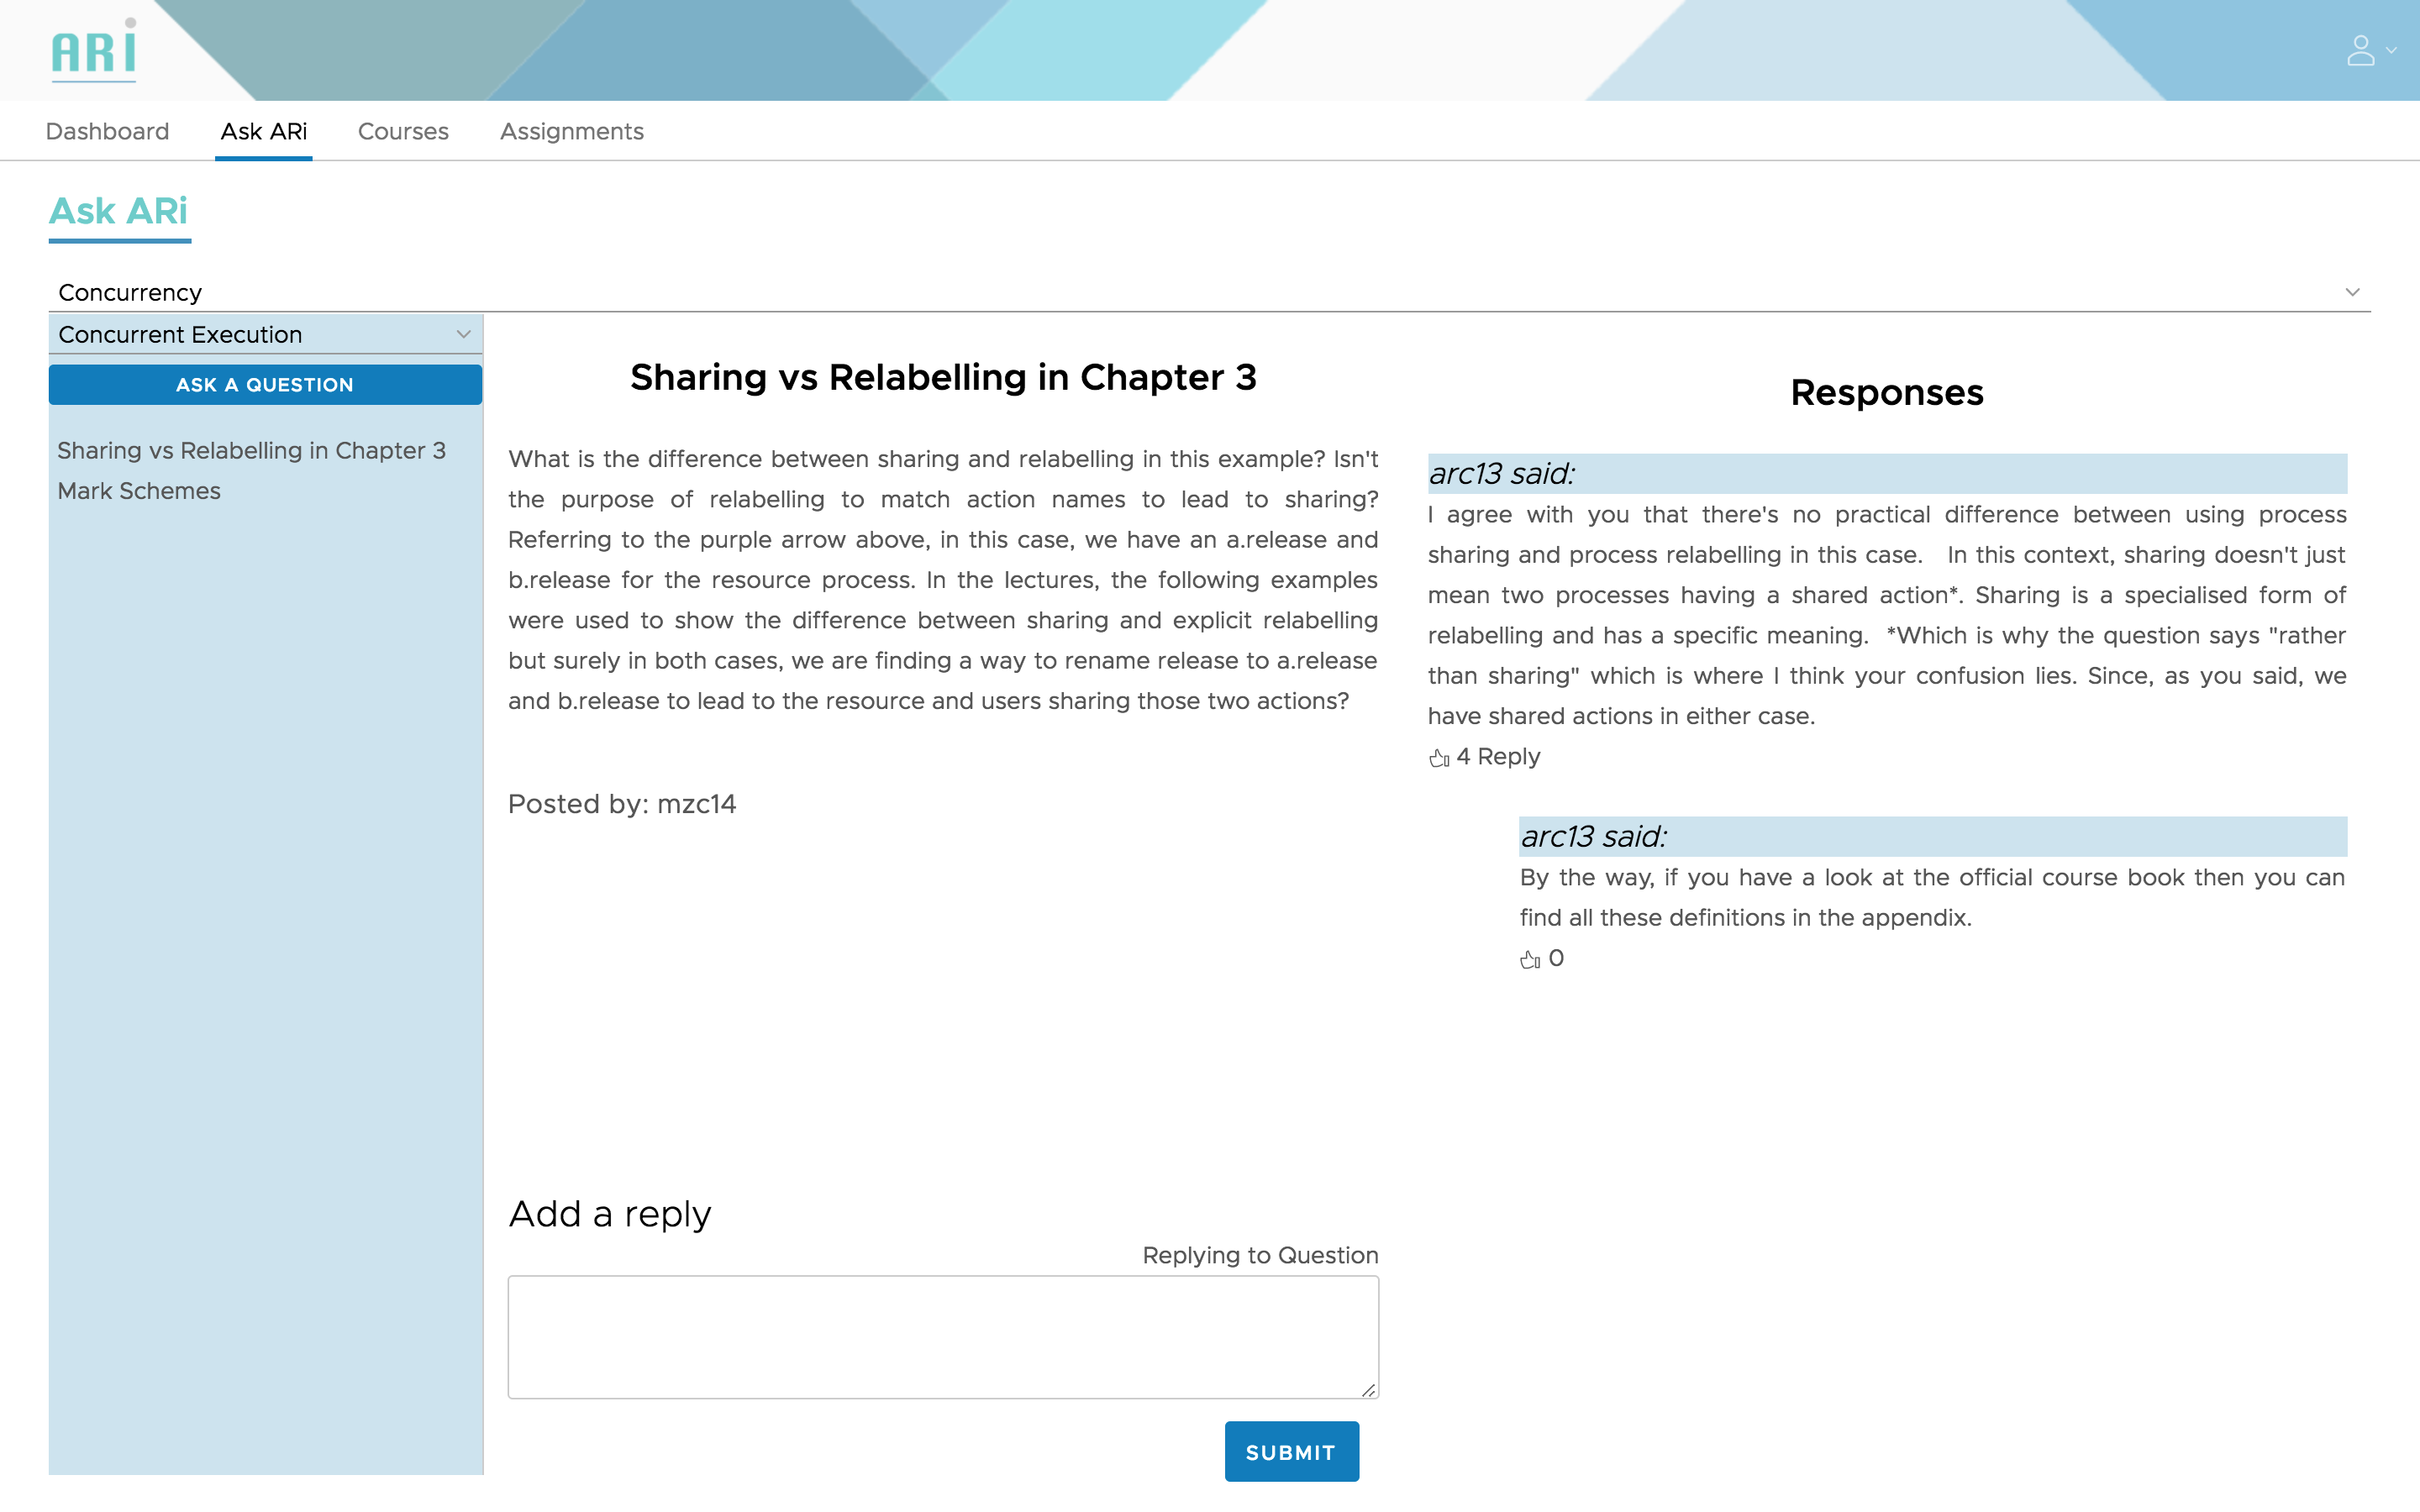 ARi
Dashboard
Ask ARi
Courses
Assignments
Ask ARi
Concurrency
Concurrent Execution
ASK A QUESTION
Sharing vs Relabelling in Chapter 3
Mark Schemes
Sharing vs Relabelling in Chapter 3
What is the difference between sharing and relabelling in this example? Isn't
the purpose of relabelling to match action names to lead to sharing?
Referring to the purple arrow above, in this case, we have an a.release and
b.release for the resource process. In the lectures, the following examples
were used to show the difference between sharing and explicit relabelling
but surely in both cases, we are finding a way to rename release to a.release
and b.release to lead to the resource and users sharing those two actions?
Posted by: mzc14
Responses
arc13 said:
I agree with you that there's no practical difference between using process
sharing and process relabelling in this case. In this context, sharing doesn't just
mean two processes having a shared action*. Sharing is a specialised form of
relabelling and has a specific meaning. *Which is why the question says "rather
than sharing" which is where I think your confusion lies. Since, as you said, we
have shared actions in either case.
4 Reply
arc13 said:
By the way, if you have a look at the official course book then you can
find all these definitions in the appendix.
0
Add a reply
Replying to Question
SUBMIT